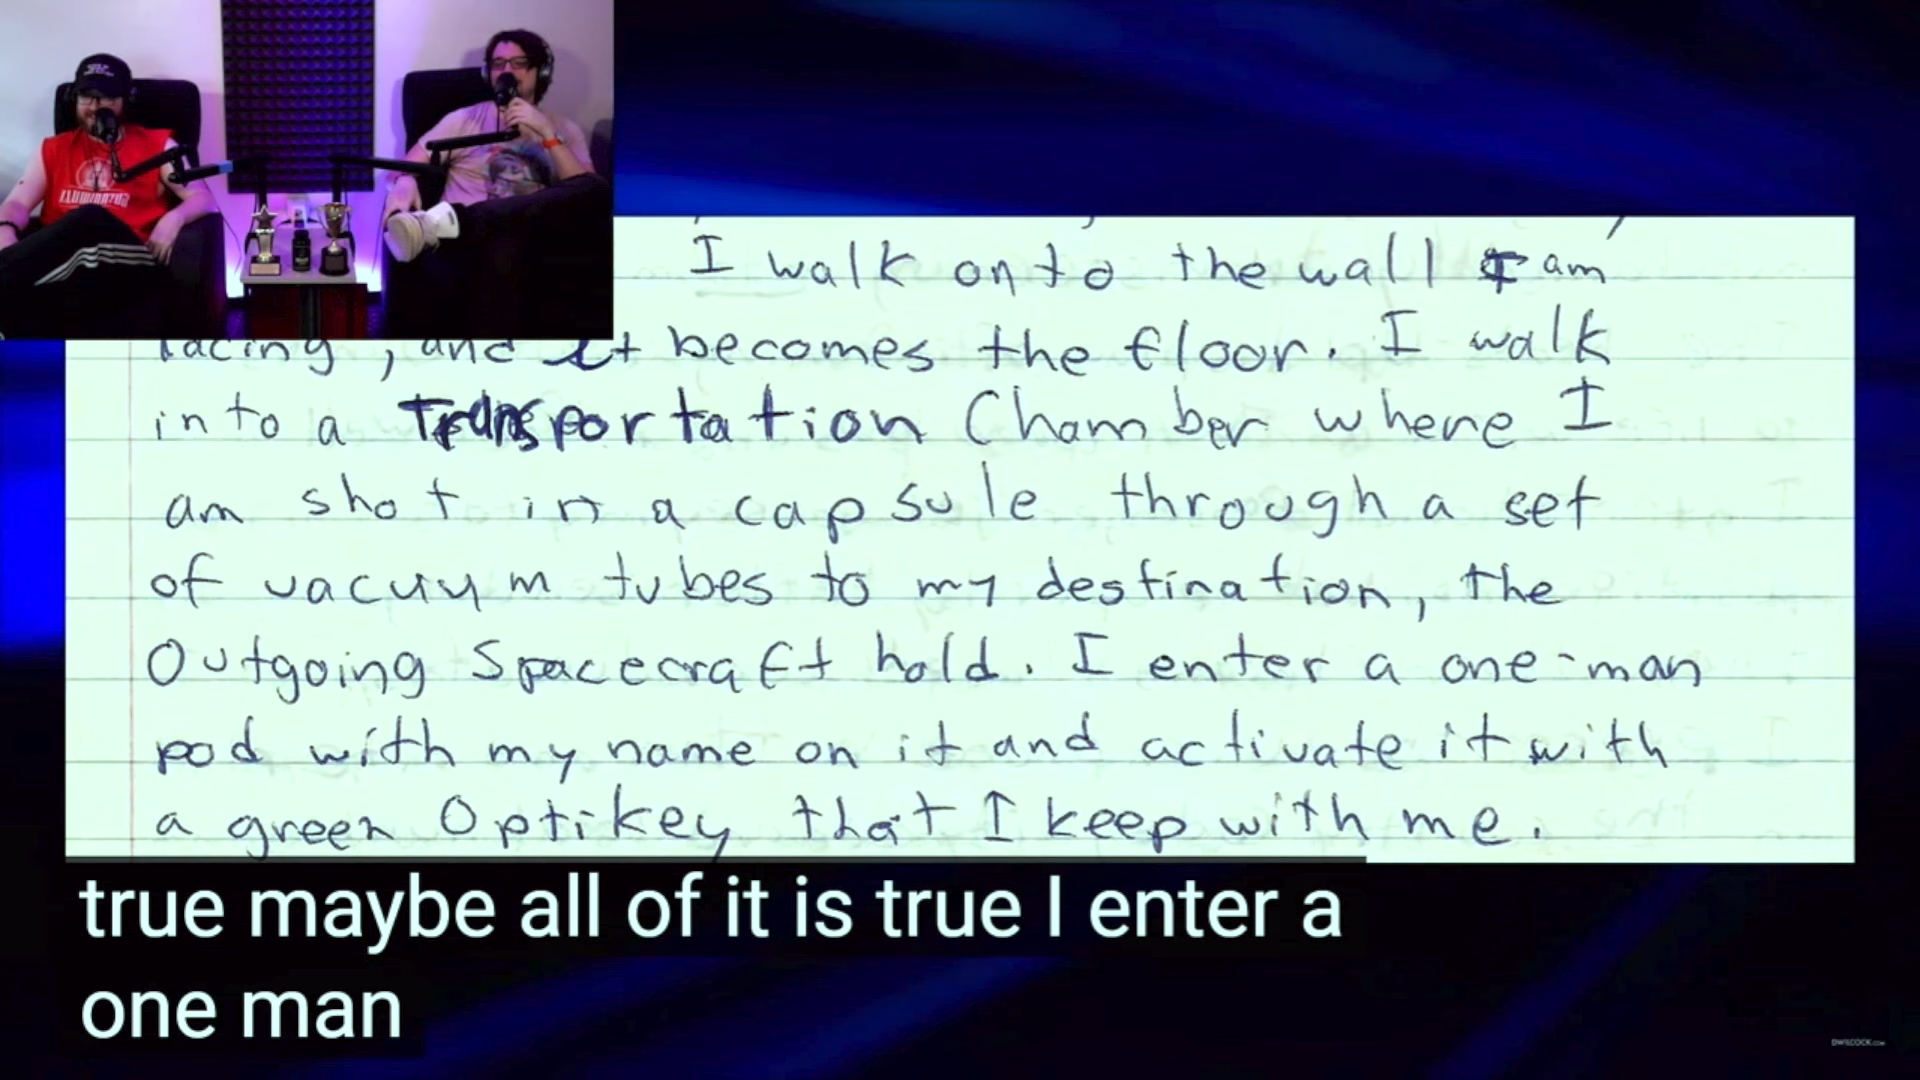 I walk onto the wall I am
facing, and it becomes the floor. I walk
into a Transportation Chamber where I
am shot in a capsule through a set
of vacuum tubes to my destination, the
Outgoing Spacecraft hold. I enter a one-man
pod with my name on it and activate it with
a green Optikey that I keep with me.
true maybe all of it is true I enter a
one man
DWILCOCK.COM